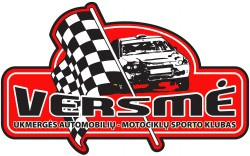 VERSMĖ
UKMERGĖS AUTOMOBILIŲ - MOTOCIKLŲ SPORTO KLUBAS